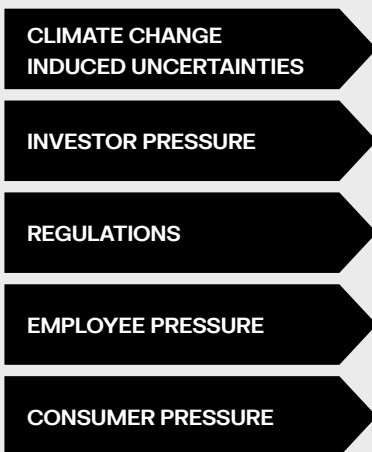 CLIMATE CHANGE
INDUCED UNCERTAINTIES
INVESTOR PRESSURE
REGULATIONS
EMPLOYEE PRESSURE
CONSUMER PRESSURE